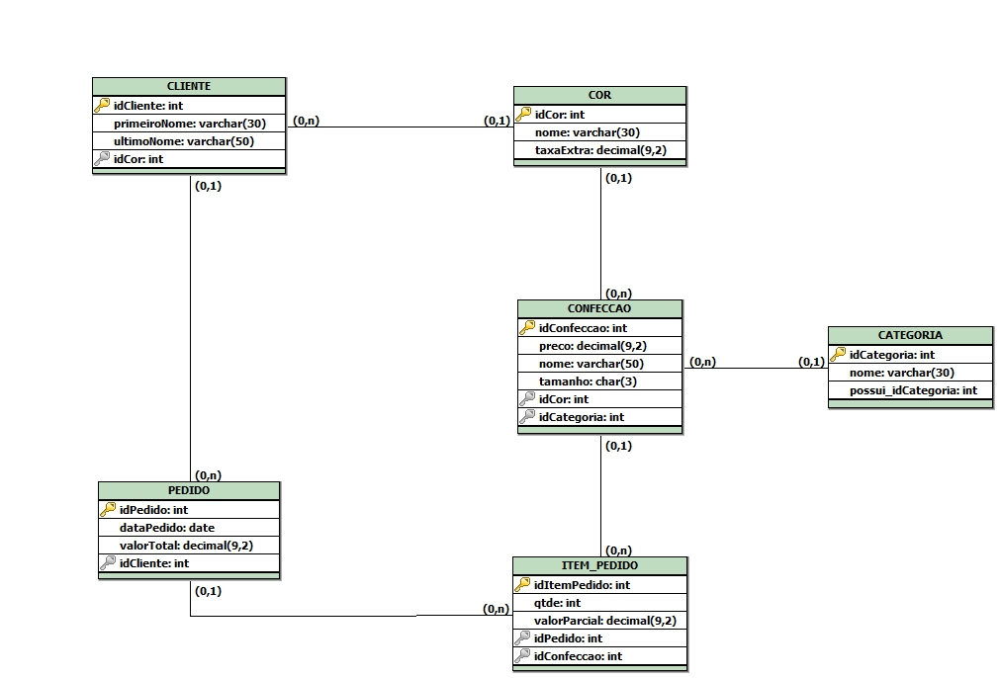 CLIENTE
idCliente: int
primeiroNome: varchar(30)
ultimoNome: varchar(50)
idCor: int
(0,n)
(0,1)
COR
idCor: int
nome: varchar(30)
taxaExtra: decimal(9,2)
(0,1)
(0,1)
(0,n)
CONFECCAO
idConfeccao: int
preco: decimal(9,2)
nome: varchar(50)
tamanho: char(3)
idCor: int
idCategoria: int
(0,n)
(0,1)
CATEGORIA
idCategoria: int
nome: varchar(30)
possui_idCategoria: int
(0,1)
(0,n)
PEDIDO
idPedido: int
dataPedido: date
valorTotal: decimal(9,2)
idCliente: int
(0,1)
(0,n)
(0,n)
ITEM_PEDIDO
idItemPedido: int
qtde: int
valorParcial: decimal(9,2)
idPedido: int
idConfeccao: int